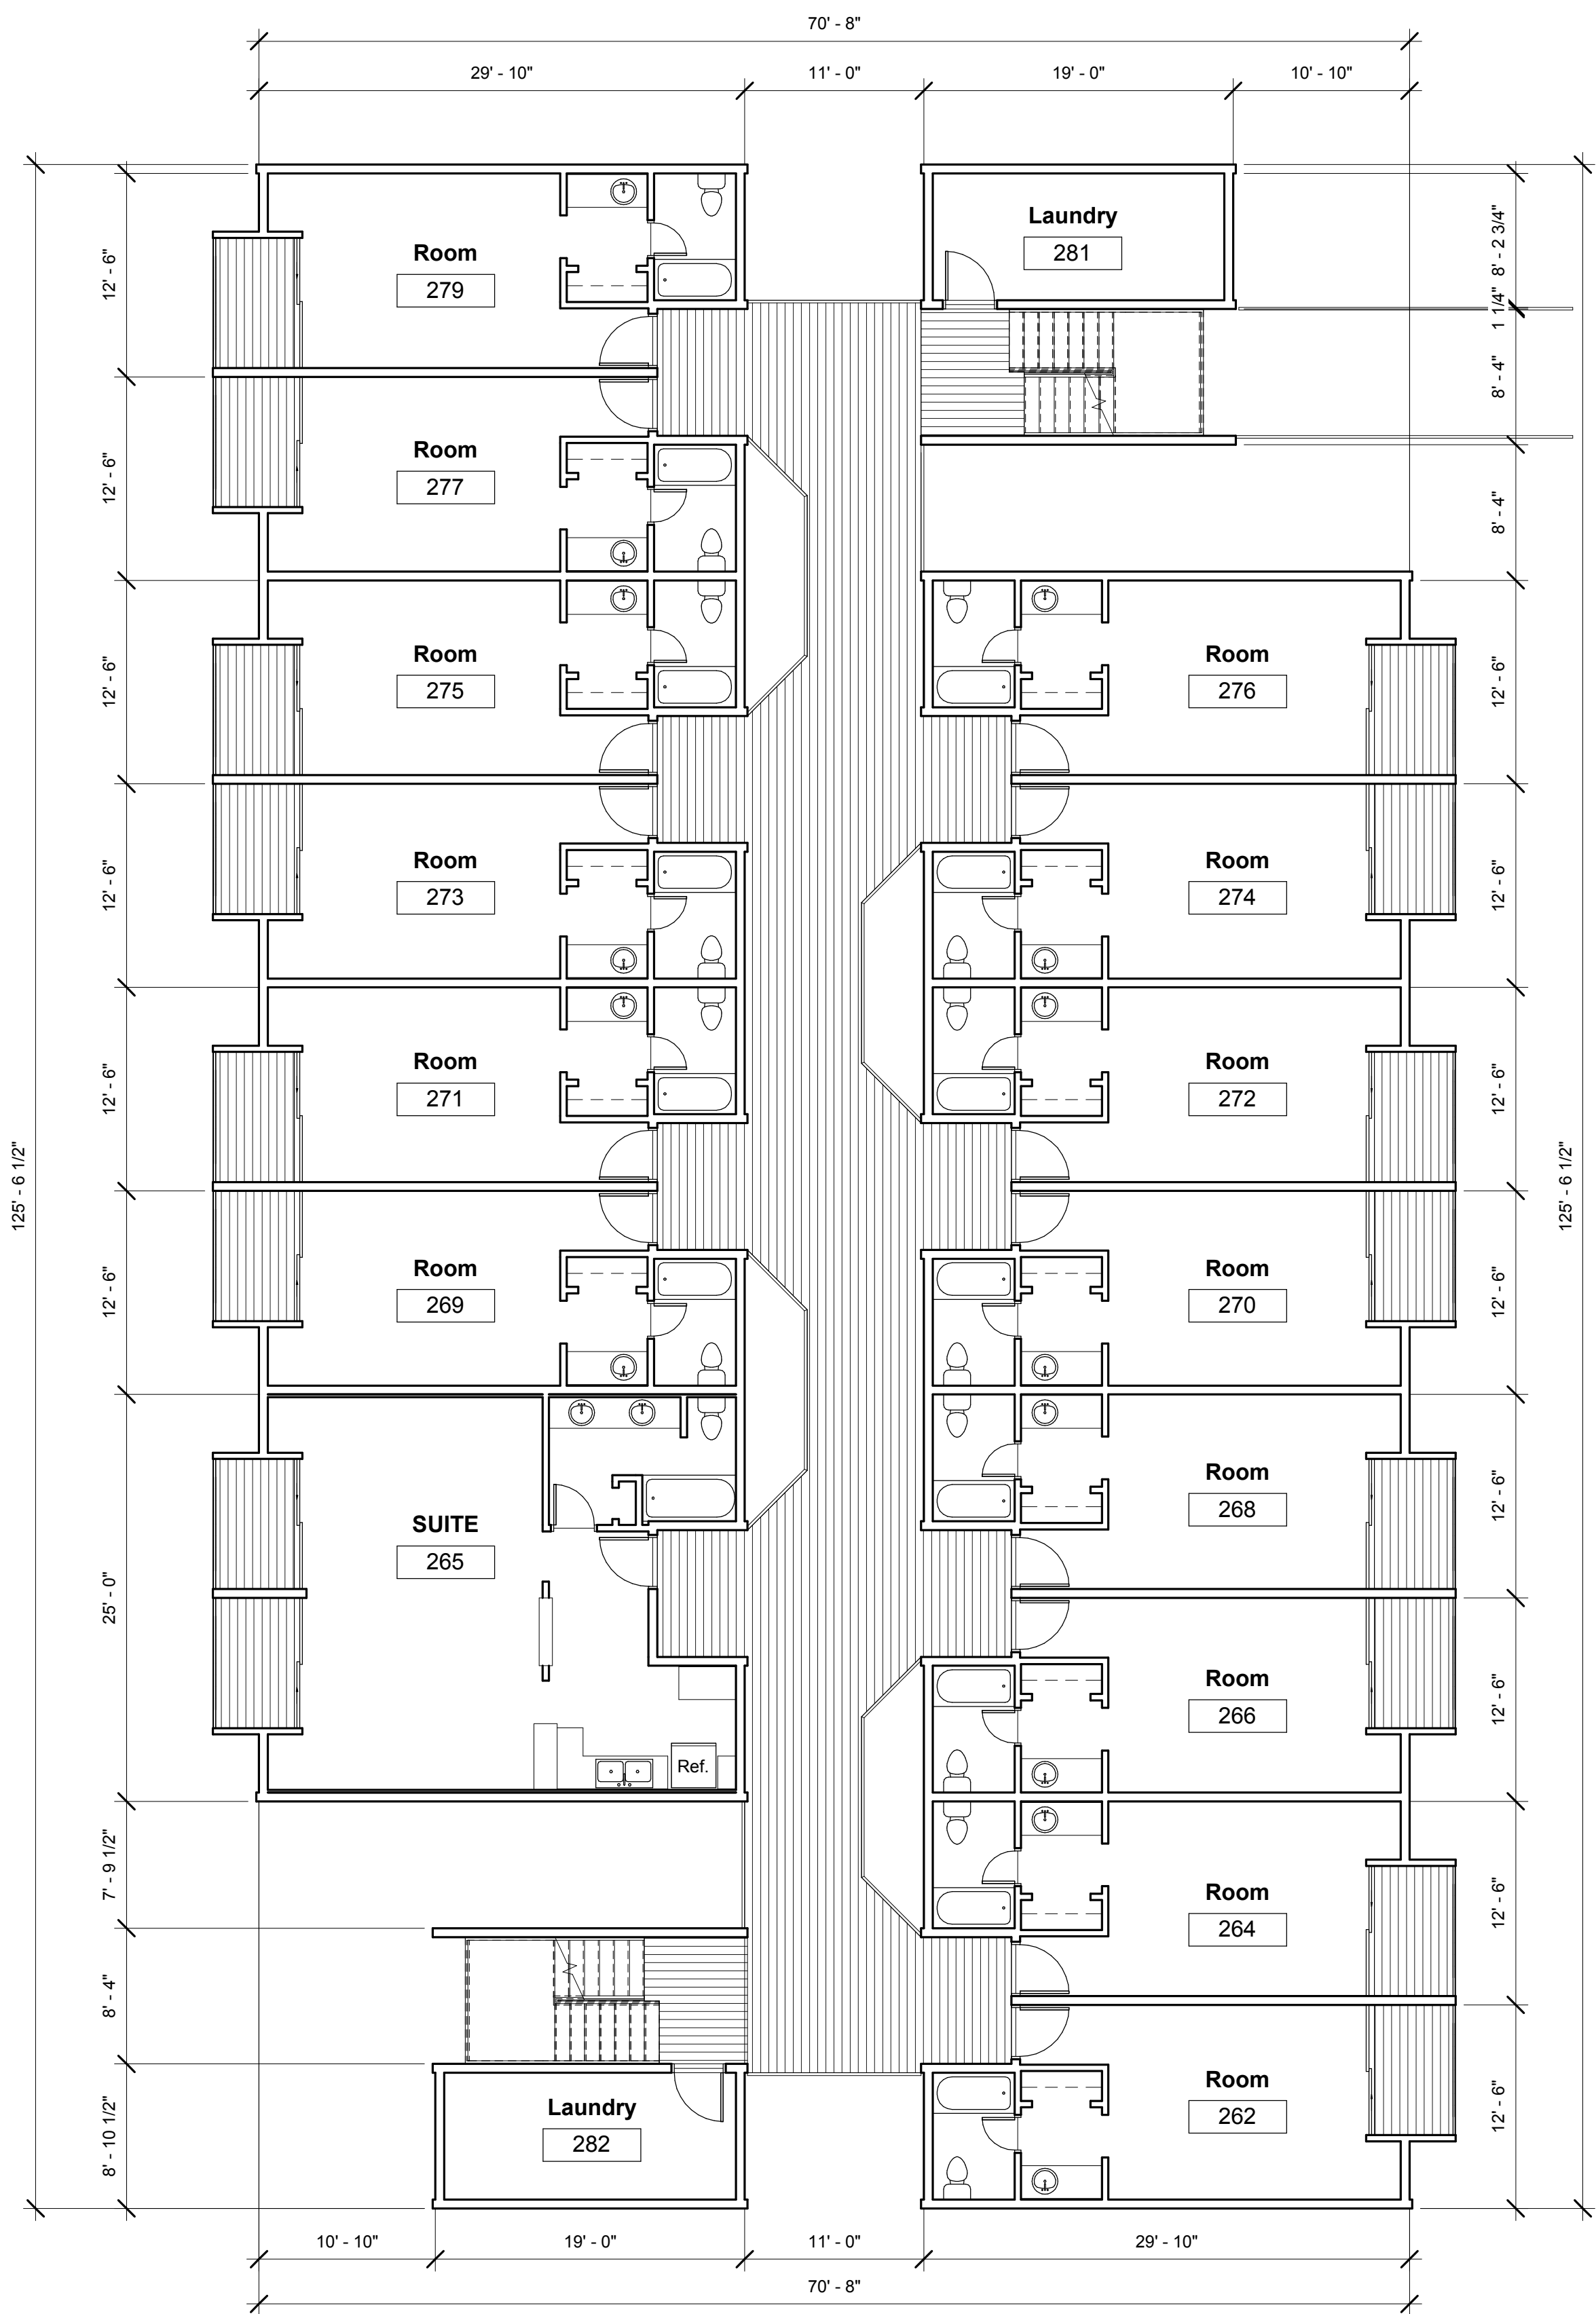 70' - 8"
29' - 10"
11' - 0"
19' - 0"
10' - 10"
125' - 6 1/2"
12' - 6"
12' - 6"
12' - 6"
12' - 6"
12' - 6"
12' - 6"
25' - 0"
7' - 9 1/2"
8' - 4"
8' - 10 1/2"
Room
279
Room
277
Room
275
Room
273
Room
271
Room
269
SUITE
265
Ref.
Laundry
282
Laundry
281
Room
276
Room
274
Room
272
Room
270
Room
268
Room
266
Room
264
Room
262
8' - 2 3/4"
1 1/4"
8' - 4"
8' - 4"
12' - 6"
12' - 6"
12' - 6"
12' - 6"
12' - 6"
12' - 6"
12' - 6"
12' - 6"
125' - 6 1/2"
10' - 10"
19' - 0"
11' - 0"
29' - 10"
70' - 8"